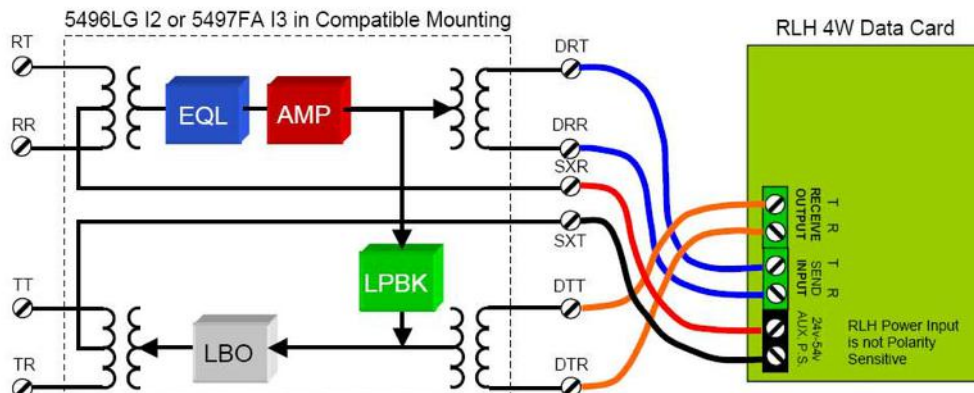 5496LG I2 or 5497FA I3 in Compatible Mounting
RLH 4W Data Card
RT
RR
TT
TR
EQL
AMP
LPBK
LBO
DRT
DRR
SXR
SXT
DTT
DTR
RECEIVE
OUTPUT
T
R
SEND
INPUT
T
R
24v-54v
AUX. P.S.
RLH Power Input
is not Polarity
Sensitive